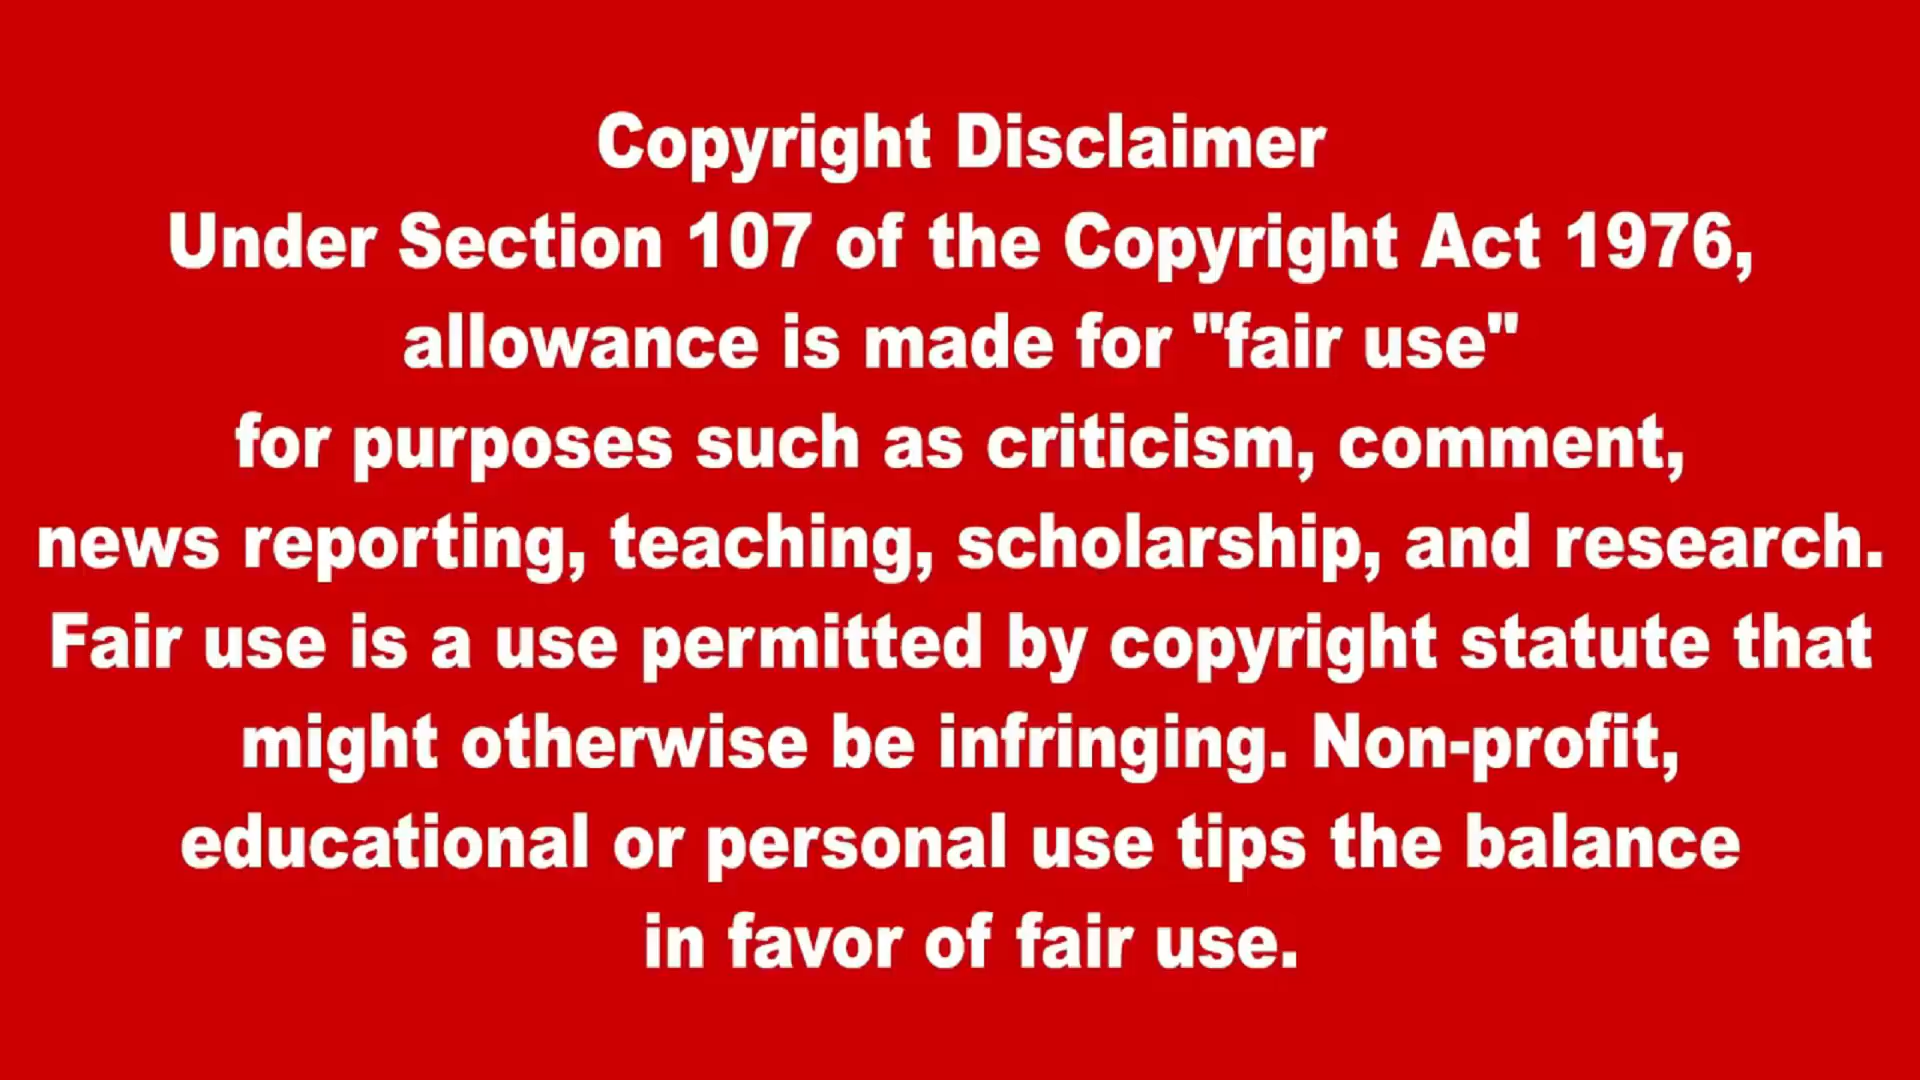 Copyright Disclaimer
Under Section 107 of the Copyright Act 1976,
allowance is made for "fair use"
for purposes such as criticism, comment,
news reporting, teaching, scholarship, and research.
Fair use is a use permitted by copyright statute that
might otherwise be infringing. Non-profit,
educational or personal use tips the balance
in favor of fair use.